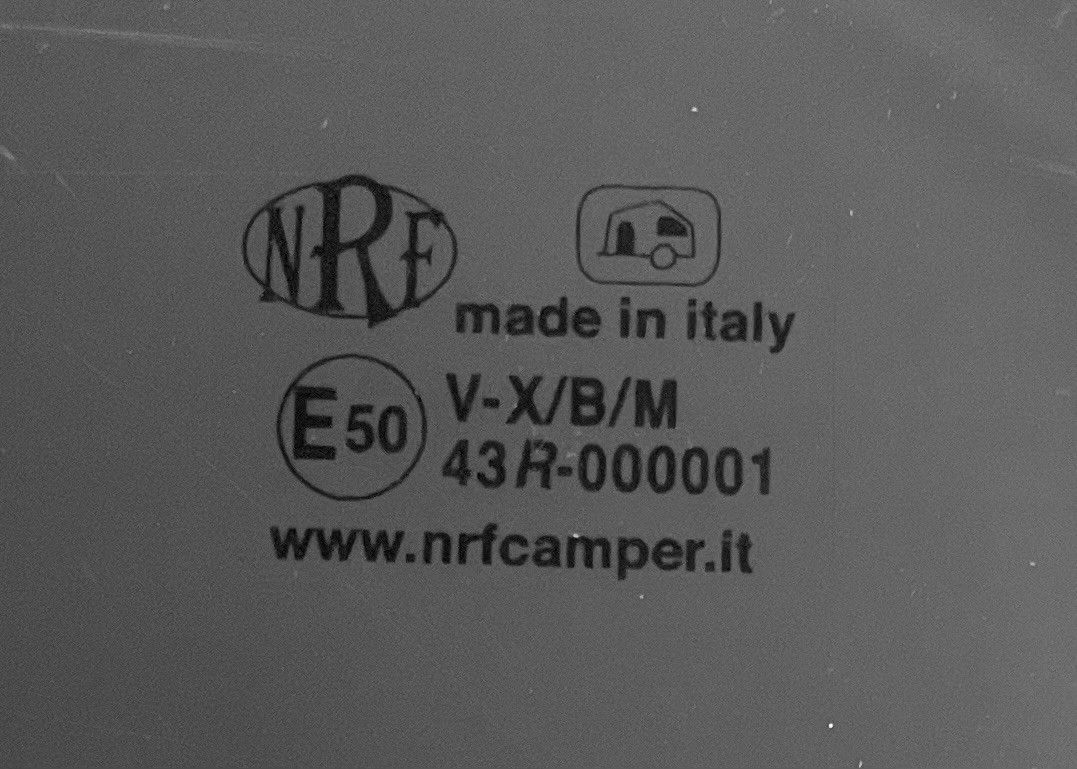 NRF
made in italy
E50 V-X/B/M
43R-000001
www.nrfcamper.it